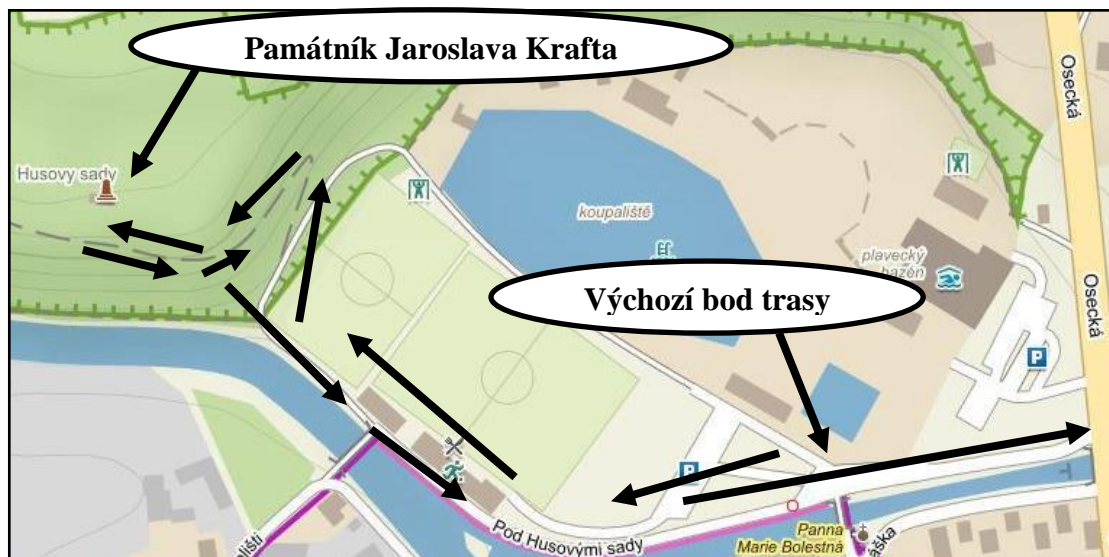 Památník Jaroslava Krafta
Osecká
Husovy sady
koupaliště
plavecký
bazén
Výchozí bod trasy
P
Osecká
P
Pod Husovými sady
Panna
Marie Bolestná